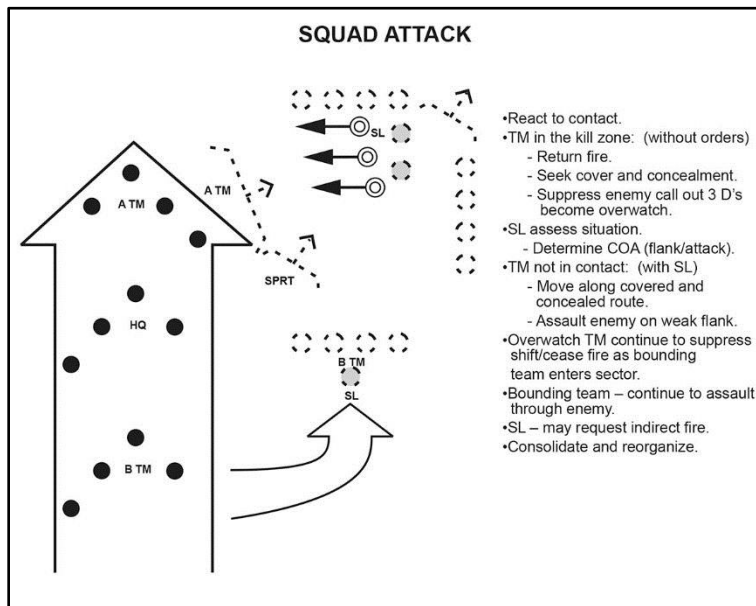 SQUAD ATTACK
SL
A TM
A TM
SPRT
HQ
B TM
SL
B TM
•React to contact.
•TM in the kill zone: (without orders)
- Return fire.
- Seek cover and concealment.
- Suppress enemy call out 3 D's
become overwatch.
•SL assess situation.
- Determine COA (flank/attack).
•TM not in contact: (with SL)
- Move along covered and
concealed route.
- Assault enemy on weak flank.
•Overwatch TM continue to suppress
shift/cease fire as bounding
team enters sector.
•Bounding team – continue to assault
through enemy.
•SL – may request indirect fire.
•Consolidate and reorganize.